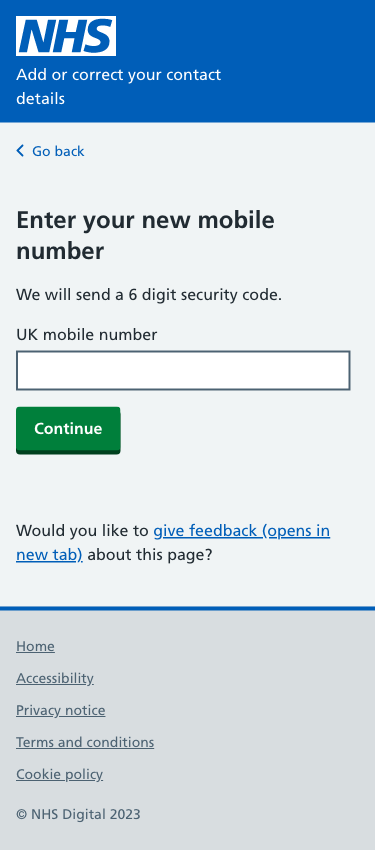 NHS
Add or correct your contact
details
Go back
Enter your new mobile
number
We will send a 6 digit security code.
UK mobile number
Continue
Would you like to give feedback (opens in
new tab) about this page?
Home
Accessibility
Privacy notice
Terms and conditions
Cookie policy
© NHS Digital 2023